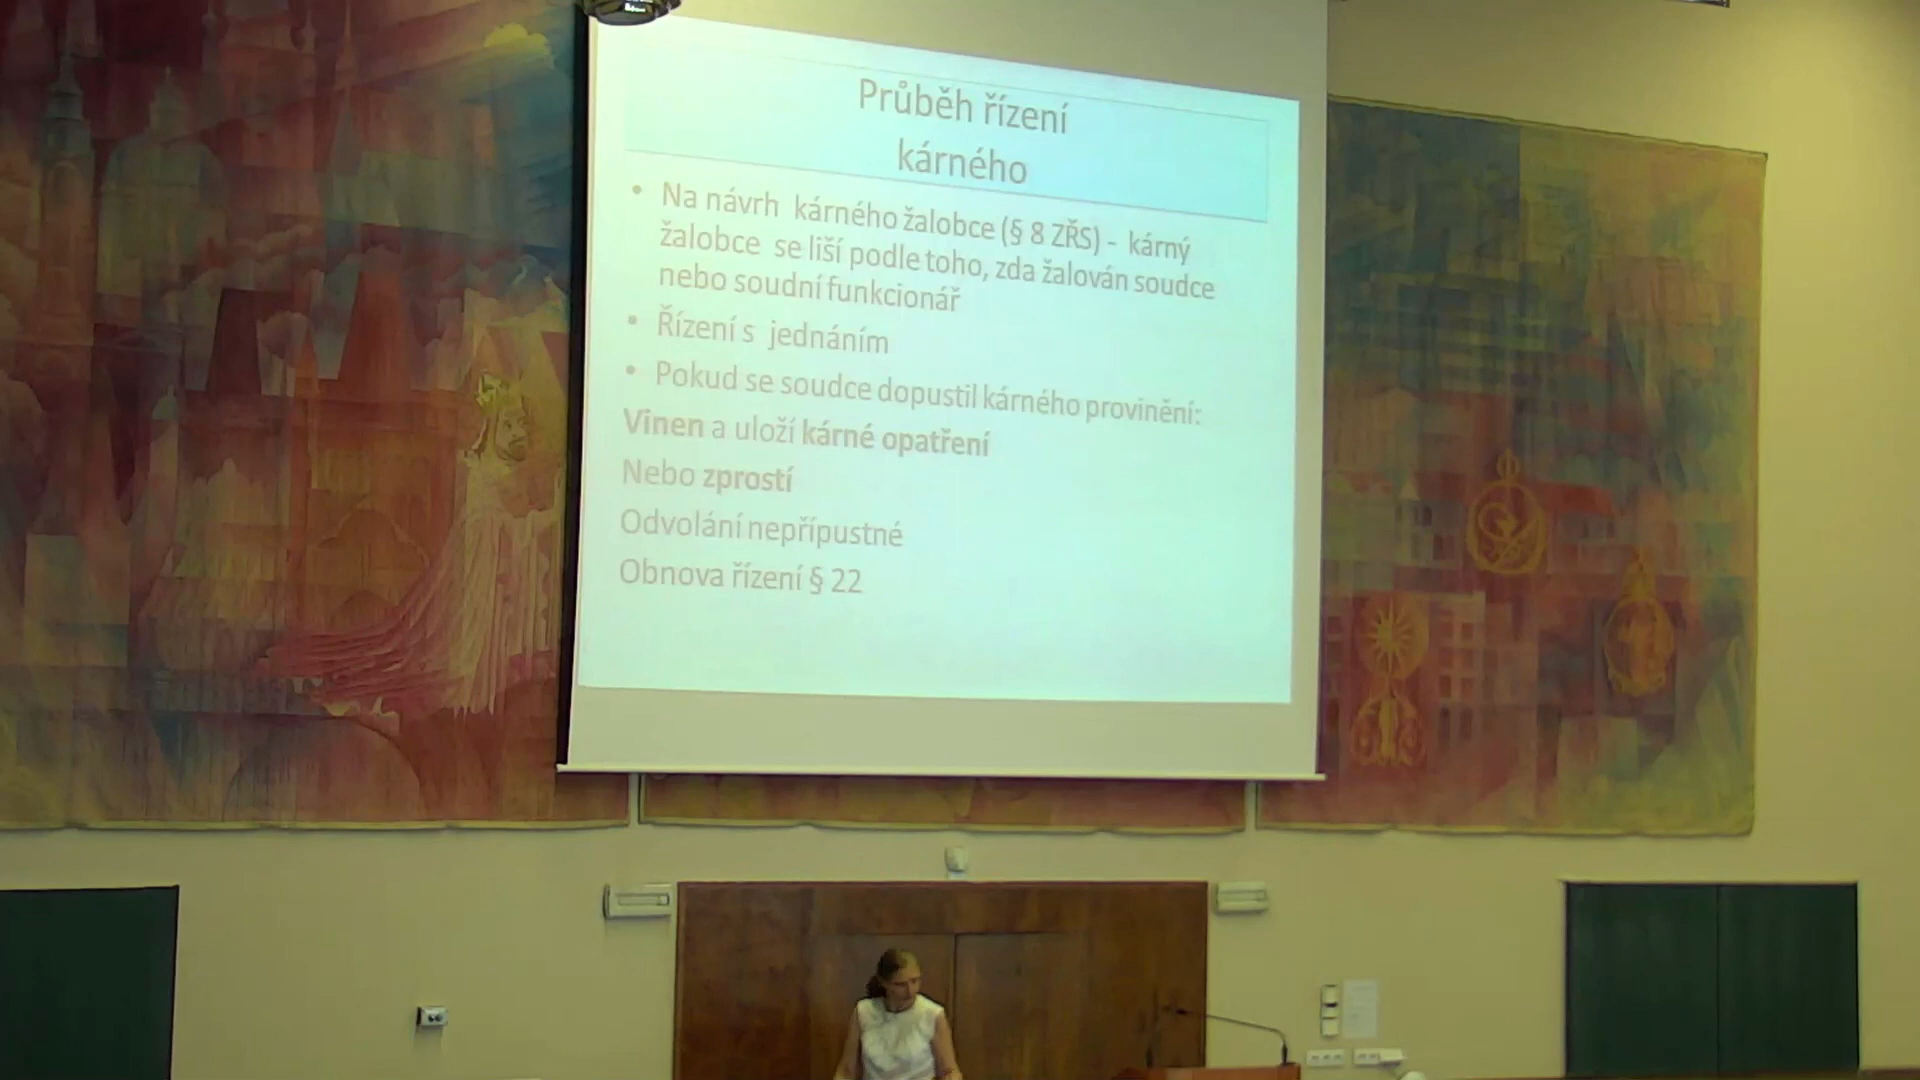 Průběh řízení
kárného
• Na návrh kárného žalobce (§ 8 ZŘS) - kárný
žalobce se liší podle toho, zda žalován soudce
nebo soudní funkcionář
• Řízení s jednáním
• Pokud se soudce dopustil kárného provinění:
Vinen a uloží kárné opatření
Nebo zprostí
Odvolání nepřípustné
Obnova řízení § 22